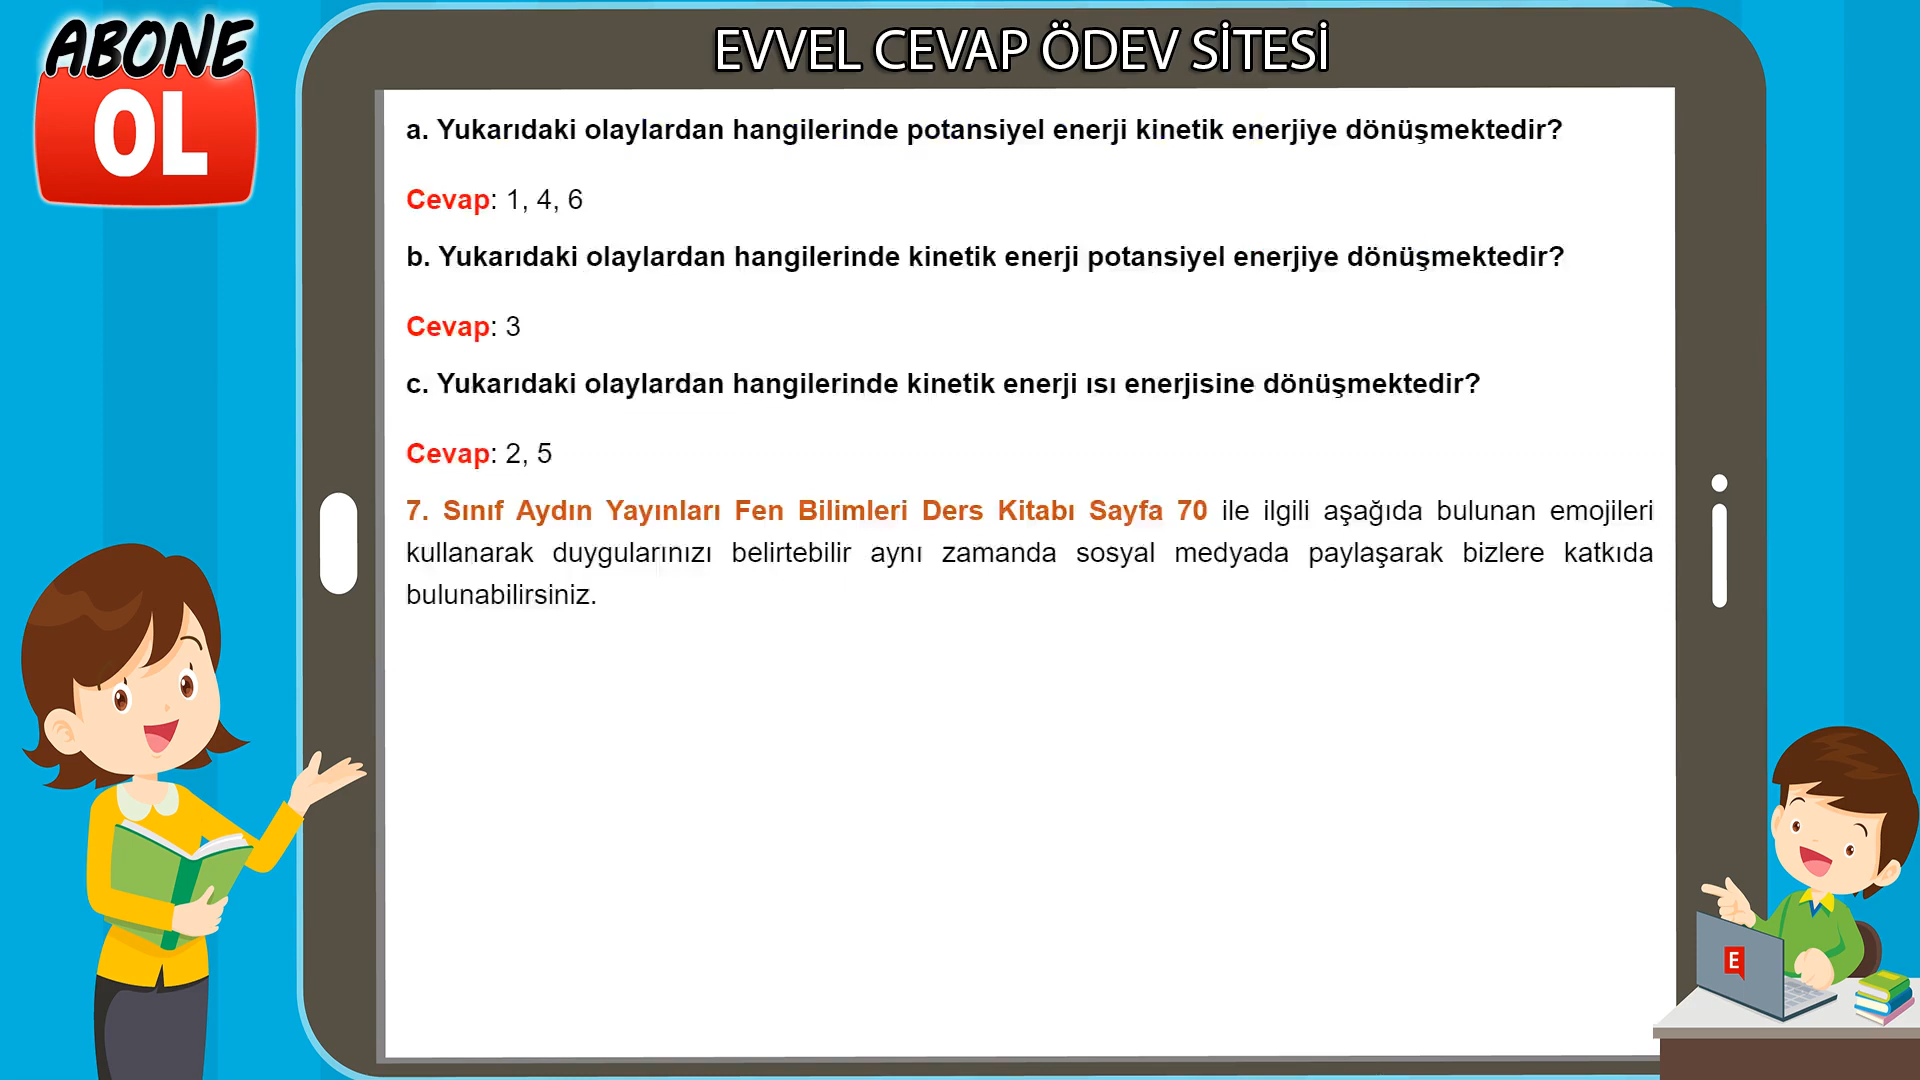 ABONE
OL
EVVEL CEVAP ÖDEV SİTESİ
a. Yukarıdaki olaylardan hangilerinde potansiyel enerji kinetik enerjiye dönüşmektedir?
Cevap: 1, 4, 6
b. Yukarıdaki olaylardan hangilerinde kinetik enerji potansiyel enerjiye dönüşmektedir?
Cevap: 3
c. Yukarıdaki olaylardan hangilerinde kinetik enerji ısı enerjisine dönüşmektedir?
Cevap: 2, 5
7. Sınıf Aydın Yayınları Fen Bilimleri Ders Kitabı Sayfa 70 ile ilgili aşağıda bulunan emojileri
kullanarak duygularınızı belirtebilir aynı zamanda sosyal medyada paylaşarak bizlere katkıda
bulunabilirsiniz.
E